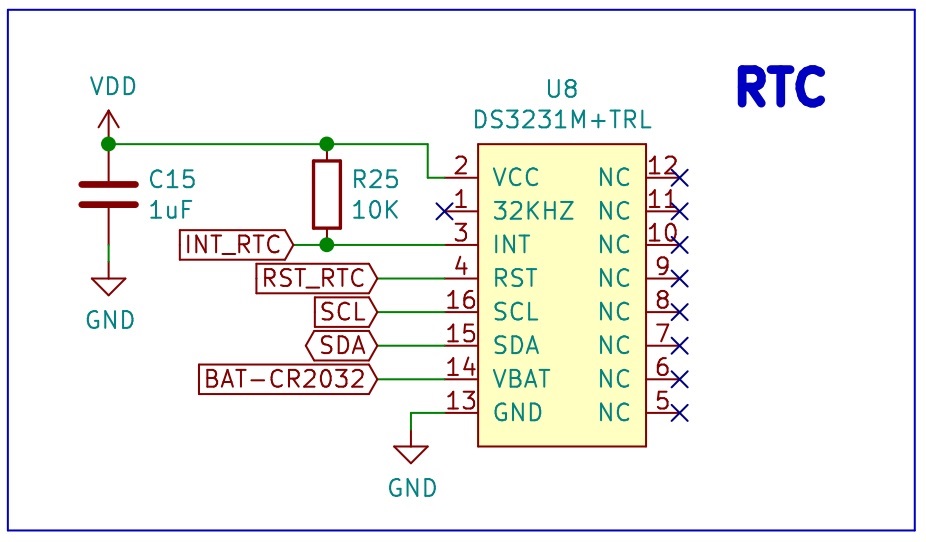 RTC
VDD
U8
DS3231M+TRL
C15
1uF
R25
10K
GND
INT_RTC
RST_RTC
SCL
SDA
BAT-CR2032
GND
2 VCC NC 12
1 32KHZ NC 11
3 INT NC 10
4 RST NC 9
16 SCL NC 8
15 SDA NC 7
14 VBAT NC 6
13 GND NC 5